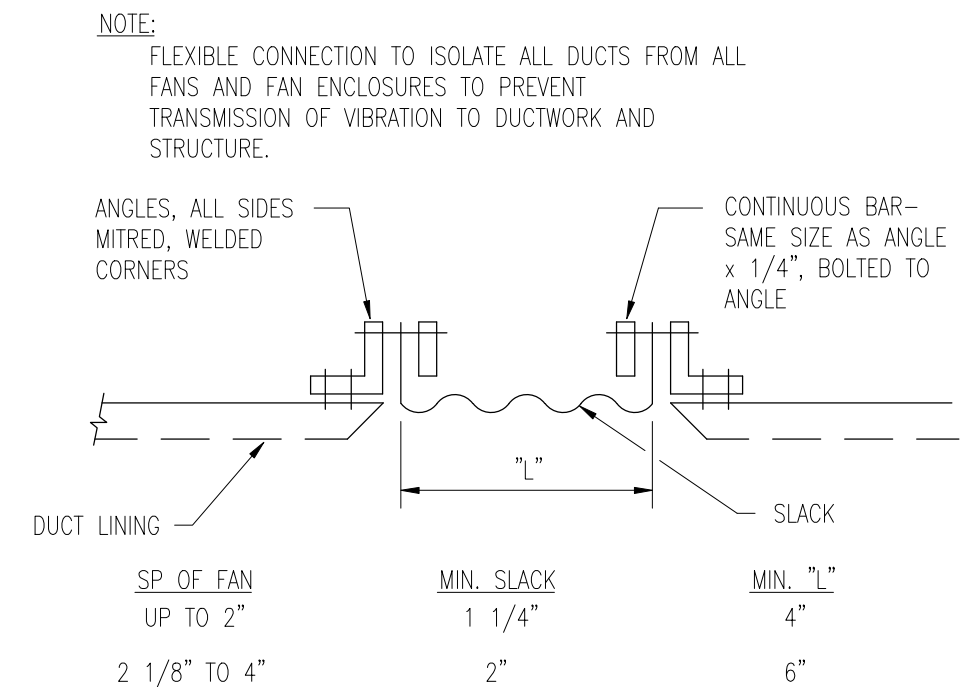 NOTE:
FLEXIBLE CONNECTION TO ISOLATE ALL DUCTS FROM ALL
FANS AND FAN ENCLOSURES TO PREVENT
TRANSMISSION OF VIBRATION TO DUCTWORK AND
STRUCTURE.
ANGLES, ALL SIDES
MITRED, WELDED
CORNERS
CONTINUOUS BAR–
SAME SIZE AS ANGLE
x 1/4", BOLTED TO
ANGLE
"L"
DUCT LINING
SLACK
SP OF FAN MIN. SLACK MIN. "L"
UP TO 2" 1 1/4" 4"
2 1/8" TO 4" 2" 6"